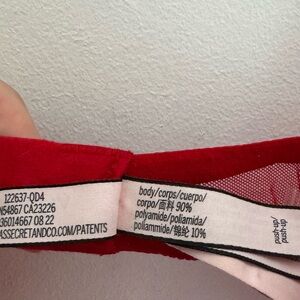 122637-QD4
N54867 CA23226
36014667 08 22
ASSECRETANDCO.COM/PATENTS
body/corps/cuerpo/
corpo/面料 90%
polyamide/poliamida/
poliammide/锦纶 10%
push-up/
push-up